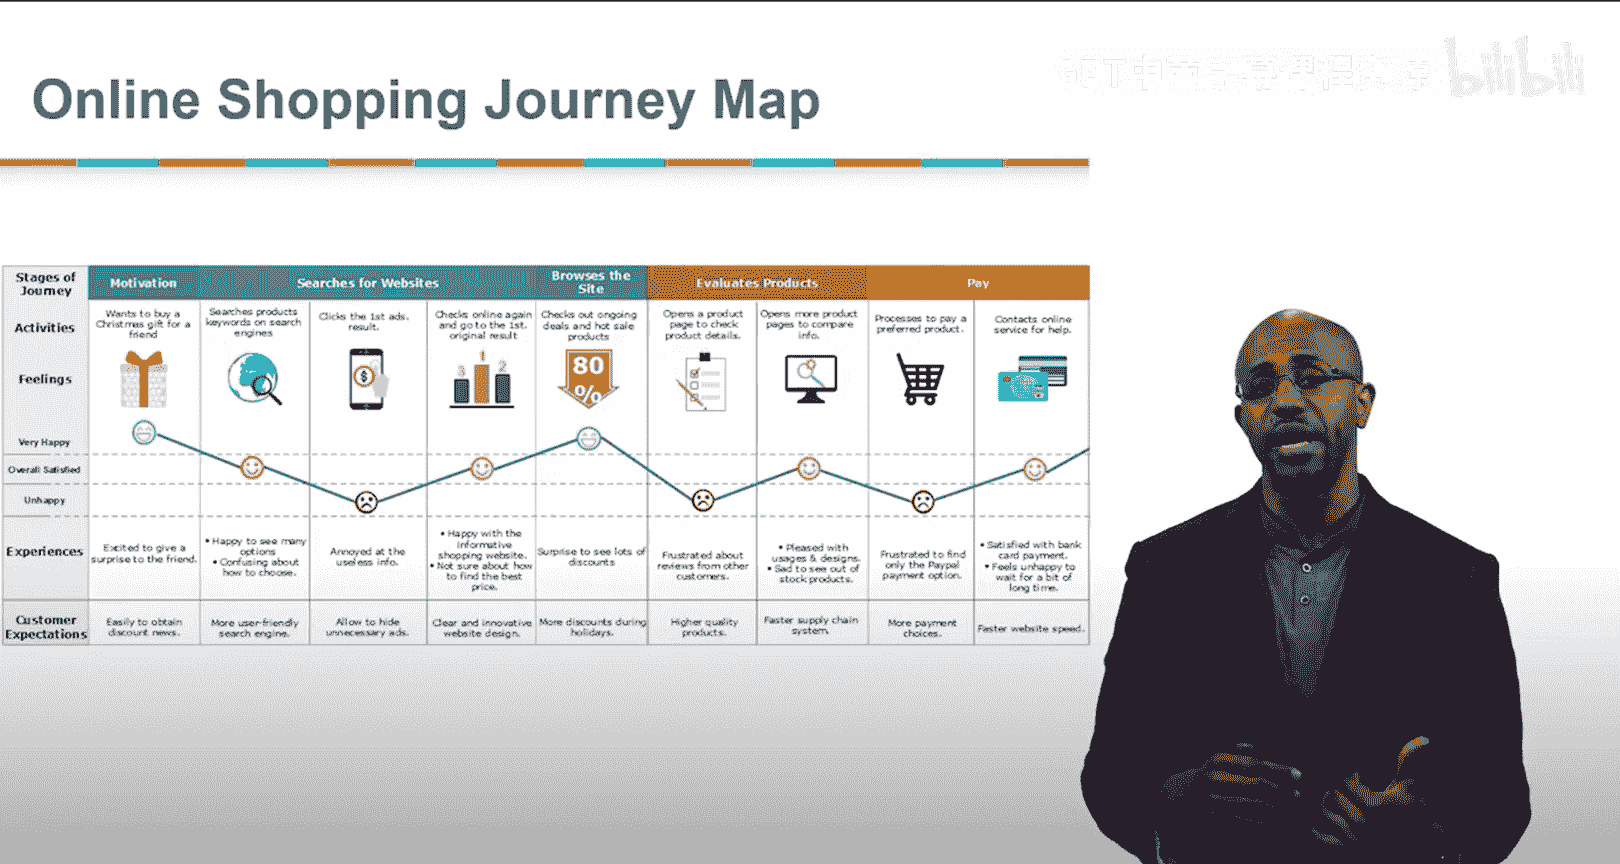 Online Shopping Journey Map
bilibili
Stages of
Journey
Motivation
Searches for Websites
Browses the
Site
Evaluates Products
Pay
Activities
Wants to buy a
Christmas gift for a
friend
Searches products
keywords on search
engines
Clicks the 1st ads.
result.
Checks online again
and go to the 1st.
original result
Checks out ongoing
deals and hot sale
products
Opens a product
page to check
product details.
Opens more product
pages to compare
info.
Processes to pay a
preferred product.
Contacts online
service for help.
Feelings
3
1
2
80
%
Very Happy
Overall Satisfied
Unhappy
Experiences
Excited to give a
surprise to the friend.
• Happy to see many
options
• Confusing about
how to choose.
Annoyed at the
useless info.
• Happy with the
informative
shopping website.
• Not sure about how
to find the best
price.
Surprise to see lots of
discounts
Frustrated about
reviews from other
customers.
• Pleased with
usages & designs.
• Sad to see out of
stock products.
Frustrated to find
only the Paypal
payment option.
• Satisfied with bank
card payment.
• Feels unhappy to
wait for a bit of
long time.
Customer
Expectations
Easily to obtain
discount news.
More user-friendly
search engine.
Allow to hide
unnecessary ads.
Clear and innovative
website design.
More discounts during
holidays.
Higher quality
products.
Faster supply chain
system.
More payment
choices.
Faster website speed.